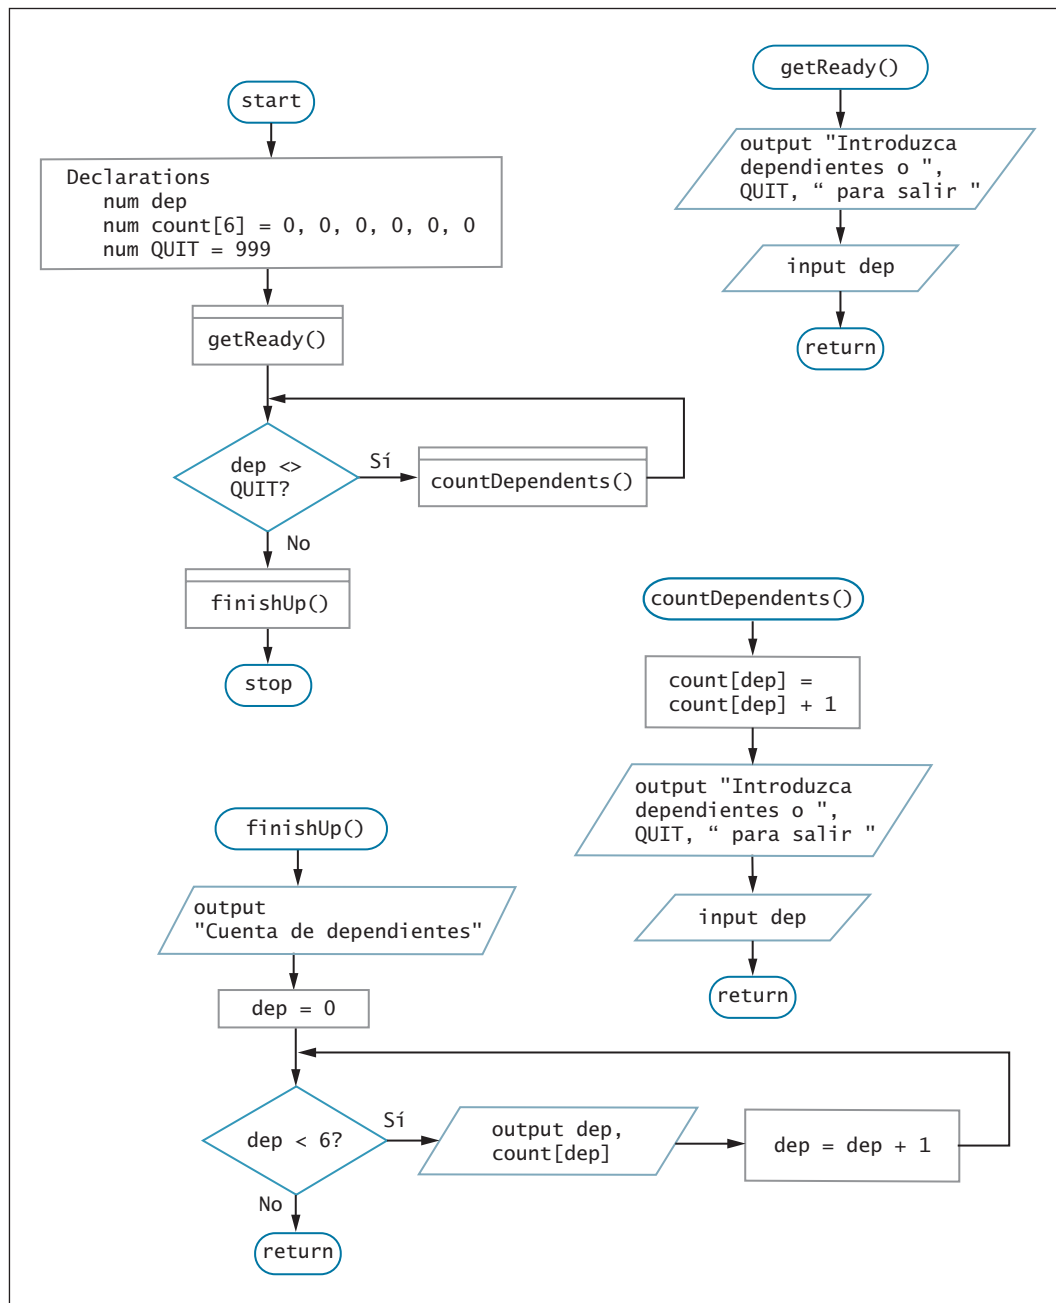 start
Declarations
num dep
num count[6] = 0, 0, 0, 0, 0, 0
num QUIT = 999
getReady()
dep <>
QUIT?
Sí
countDependents()
No
finishUp()
stop
getReady()
output "Introduzca
dependientes o ",
QUIT, “ para salir "
input dep
return
countDependents()
count[dep] =
count[dep] + 1
output "Introduzca
dependientes o ",
QUIT, “ para salir "
input dep
return
finishUp()
output
"Cuenta de dependientes"
dep = 0
dep < 6?
Sí
output dep,
count[dep]
dep = dep + 1
No
return